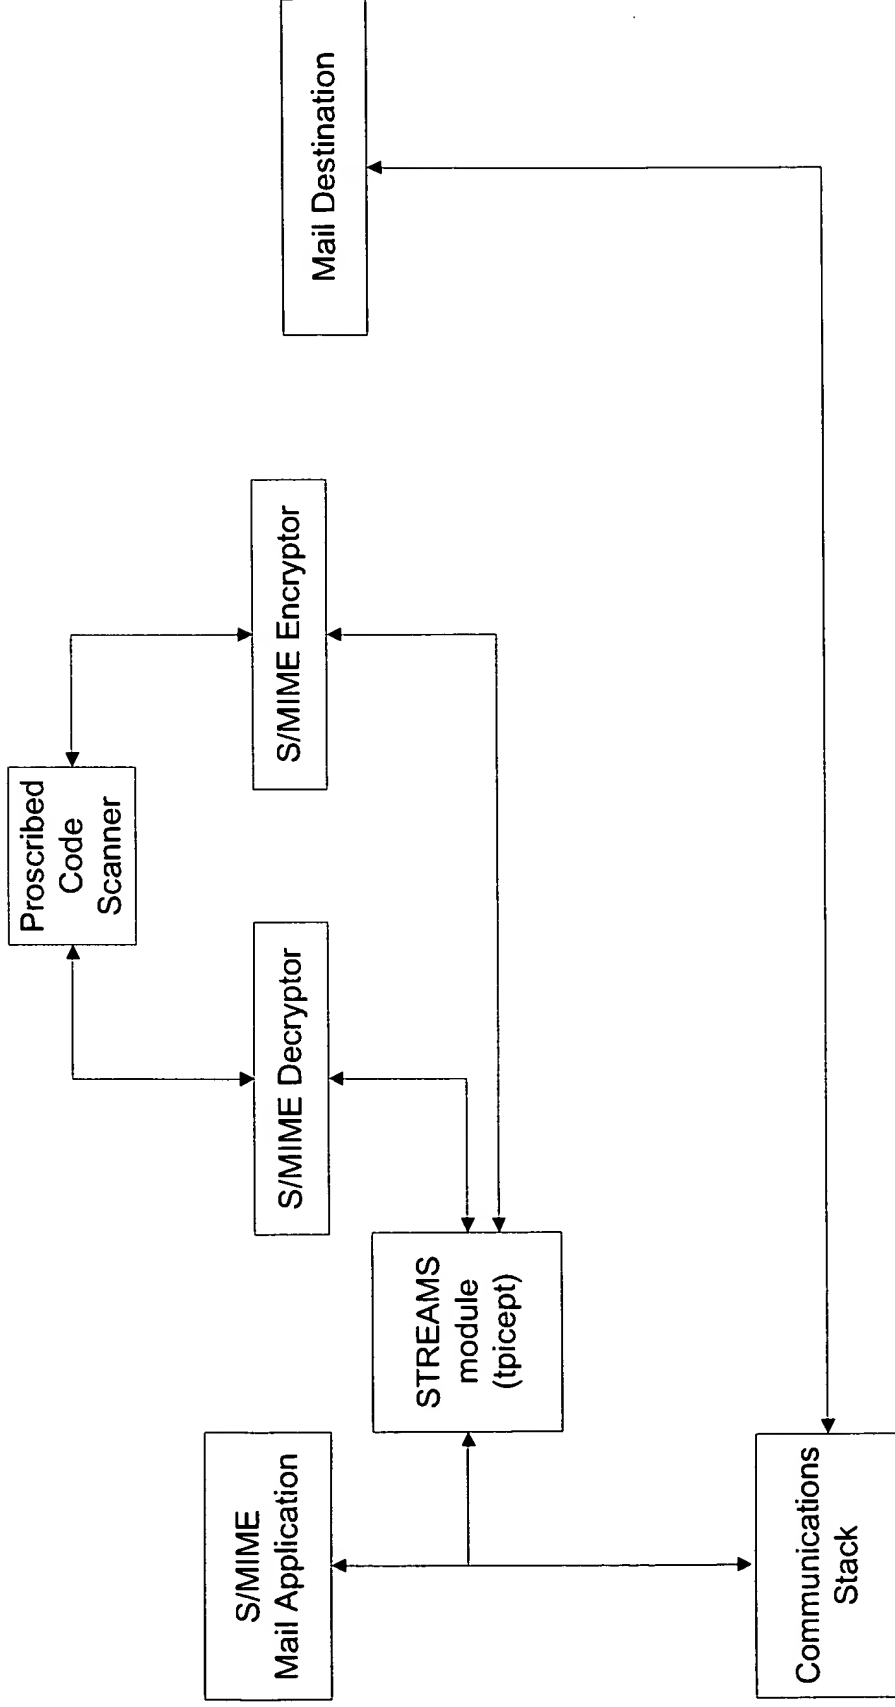 S/MIME
Mail Application
STREAMS
module
(tpicept)
Communications
Stack
S/MIME Decryptor
Proscribed
Code
Scanner
S/MIME Encryptor
Mail Destination